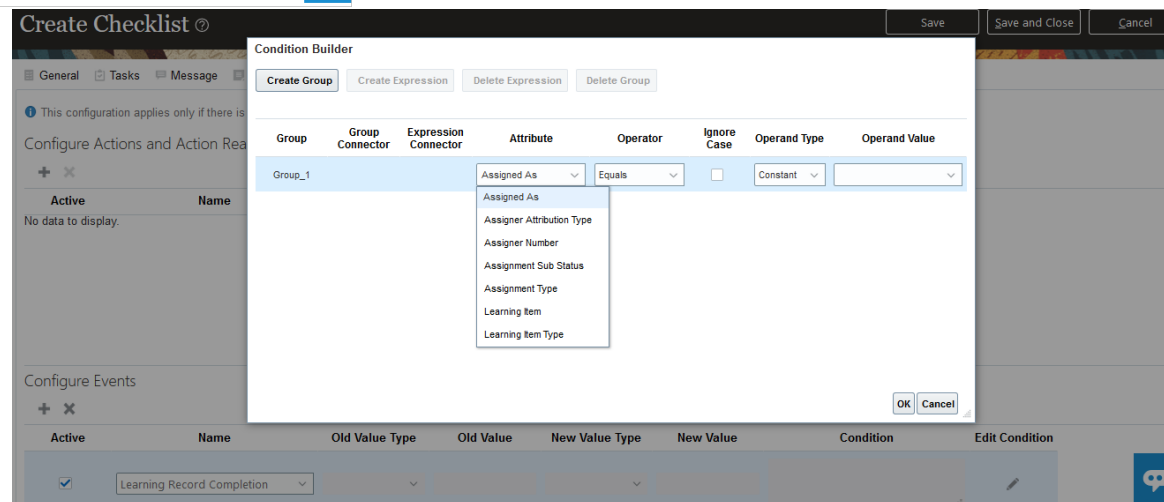 Create Checklist
Save
Save and Close
Cancel
Condition Builder
General
Tasks
Message
Create Group
Create Expression
Delete Expression
Delete Group
This configuration applies only if there is
Configure Actions and Action Rea
Group
Group Connector
Expression Connector
Attribute
Operator
Ignore Case
Operand Type
Operand Value
Group_1
Assigned As
Equals
Constant
Active
Name
No data to display.
Assigned As
Assigner Attribution Type
Assigner Number
Assignment Sub Status
Assignment Type
Learning Item
Learning Item Type
OK
Cancel
Configure Events
Active
Name
Old Value Type
Old Value
New Value Type
New Value
Condition
Edit Condition
Learning Record Completion